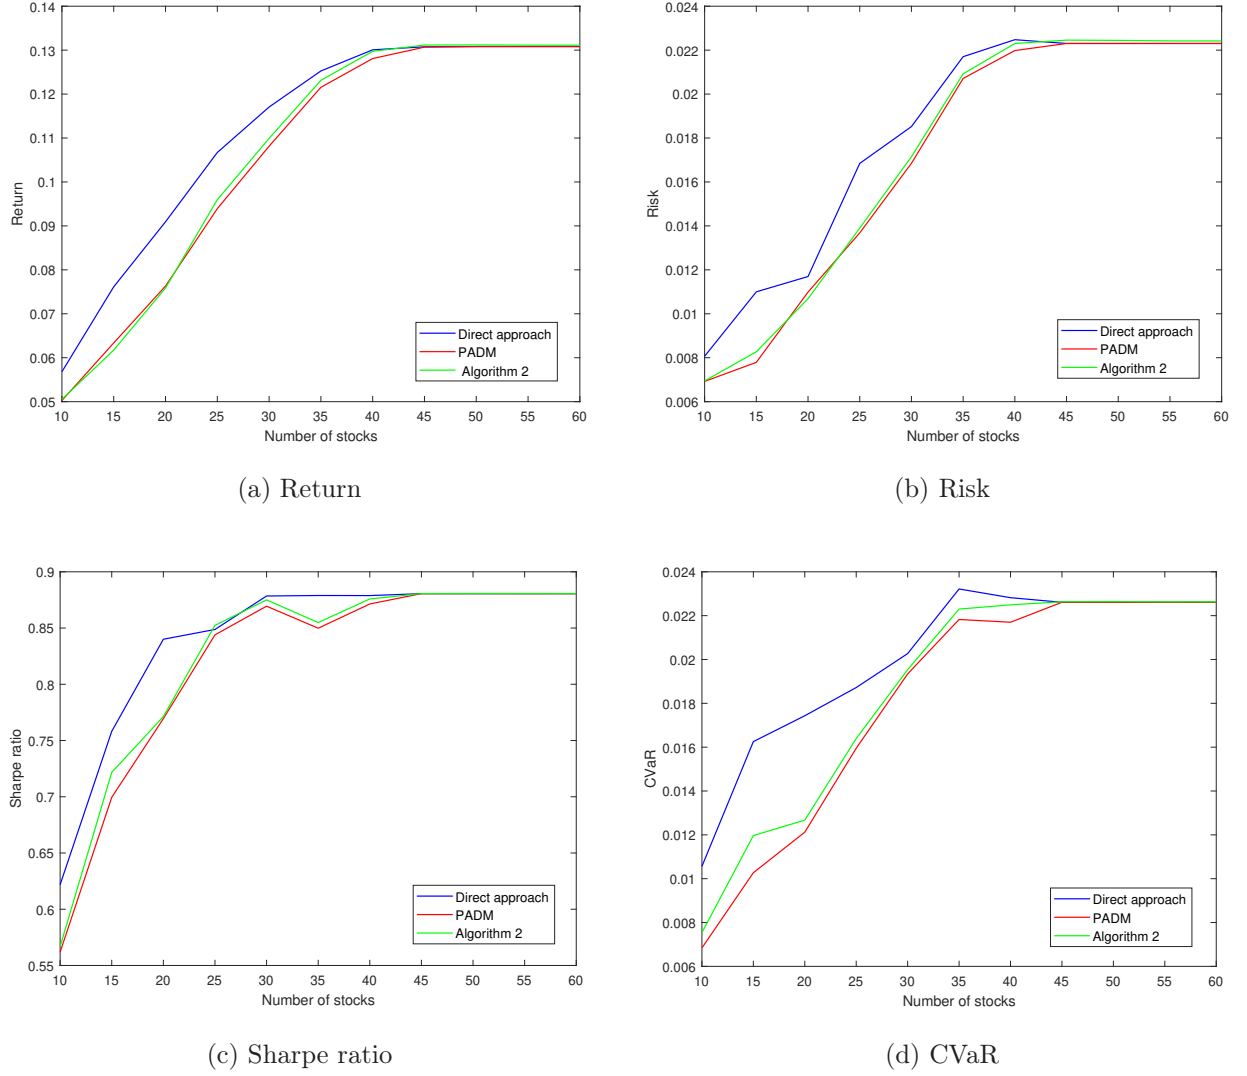 0.14
0.13
0.12
0.11
0.1
0.09
0.08
0.07
0.06
0.05
Return
10 15 20 25 30 35 40 45 50 55 60
Number of stocks
Direct approach
PADM
Algorithm 2
(a) Return
0.024
0.022
0.02
0.018
0.016
0.014
0.012
0.01
0.008
0.006
Risk
10 15 20 25 30 35 40 45 50 55 60
Number of stocks
Direct approach
PADM
Algorithm 2
(b) Risk
0.9
0.85
0.8
0.75
0.7
0.65
0.6
0.55
Sharpe ratio
10 15 20 25 30 35 40 45 50 55 60
Number of stocks
Direct approach
PADM
Algorithm 2
(c) Sharpe ratio
0.024
0.022
0.02
0.018
0.016
0.014
0.012
0.01
0.008
0.006
CVaR
10 15 20 25 30 35 40 45 50 55 60
Number of stocks
Direct approach
PADM
Algorithm 2
(d) CVaR